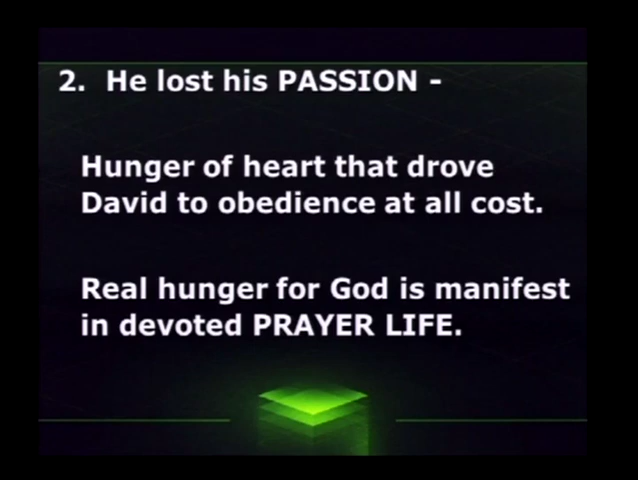 2. He lost his PASSION -
Hunger of heart that drove
David to obedience at all cost.
Real hunger for God is manifest
in devoted PRAYER LIFE.